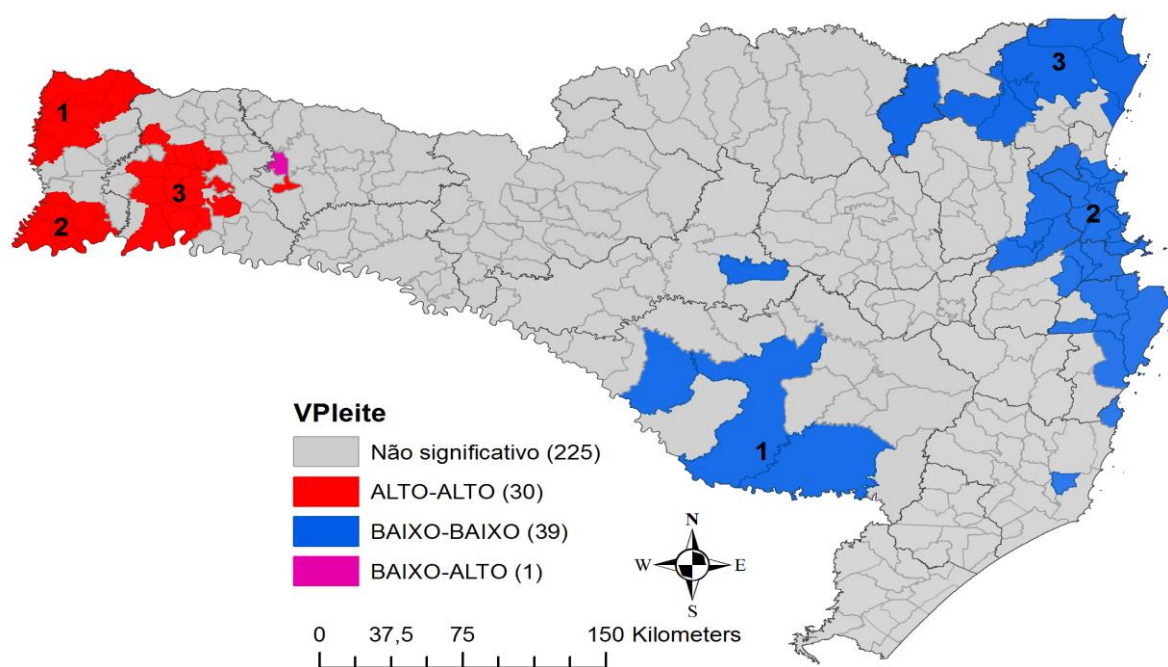 1
3
3
2
2
1
VPleite
Não significativo (225)
ALTO-ALTO (30)
BAIXO-BAIXO (39)
BAIXO-ALTO (1)
N
W E
S
0 37,5 75 150 Kilometers